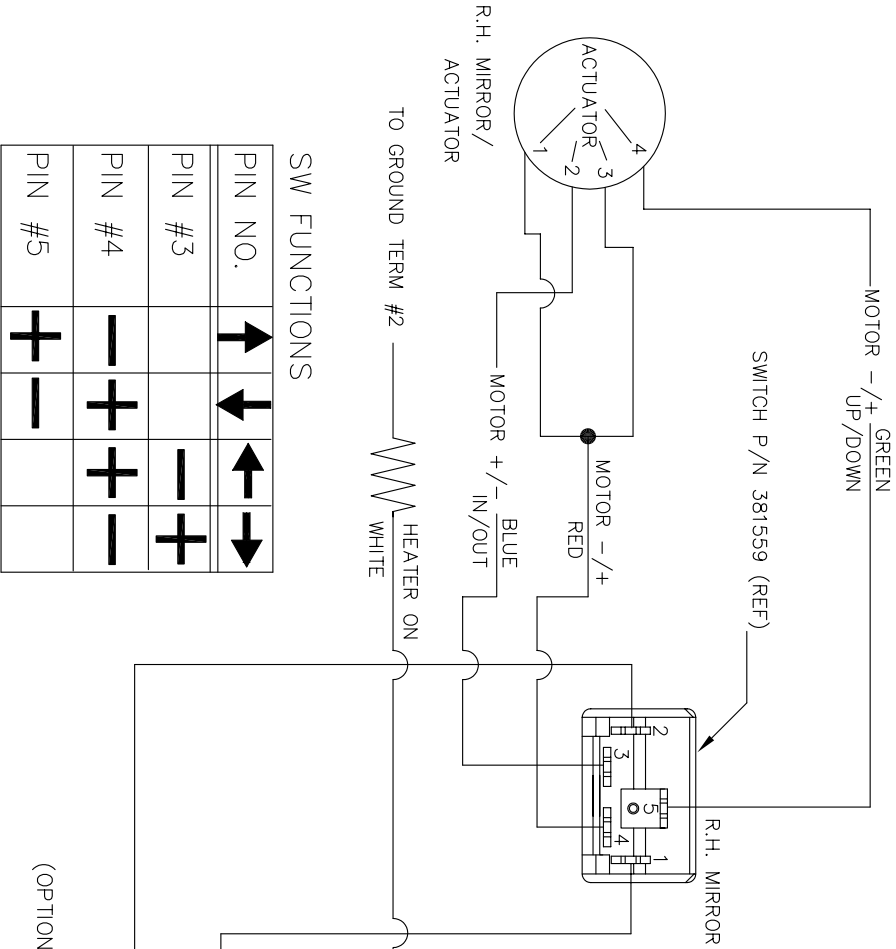 GREEN
MOTOR -/+
UP/DOWN
SWITCH P/N 381559 (REF)
R.H. MIRROR
2
1
5
3
4
ACTUATOR
4
3
2
1
MOTOR -/+
RED
BLUE
MOTOR +/-
IN/OUT
R.H. MIRROR/
ACTUATOR
HEATER ON
WHITE
TO GROUND TERM #2
SW FUNCTIONS
PIN NO. ↑ ↓ ← →
PIN #3 − +
PIN #4 − + + −
PIN #5 + −
(OPTION